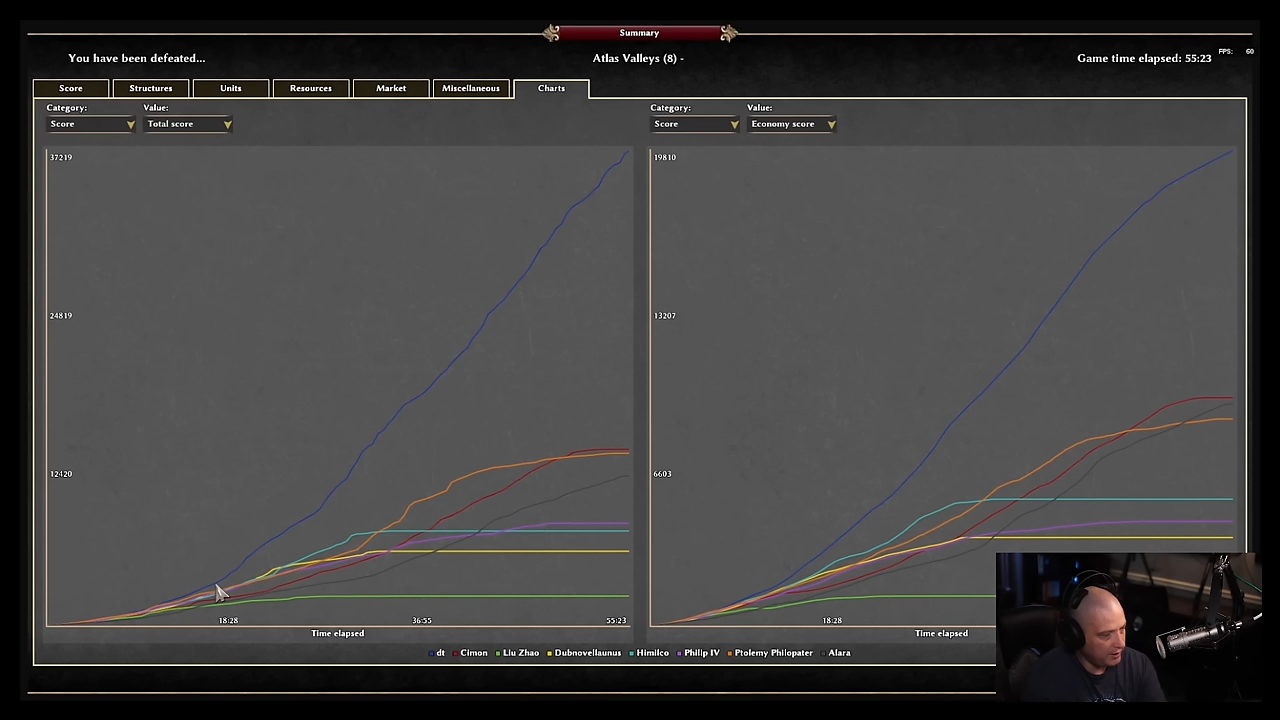 Summary
You have been defeated...
Atlas Valleys (8) -
Game time elapsed: 55:23
FPS: 60
Score Structures Units Resources Market Miscellaneous Charts
Category: Value:
Score Total score
Category: Value:
Score Economy score
37219
24819
12420
18:28 36:55 55:23
Time elapsed
19810
13207
6603
18:28
Time elapsed
dt Cimon Liu Zhao Dubnovellaunus Himilco Philip IV Ptolemy Philopater Alara